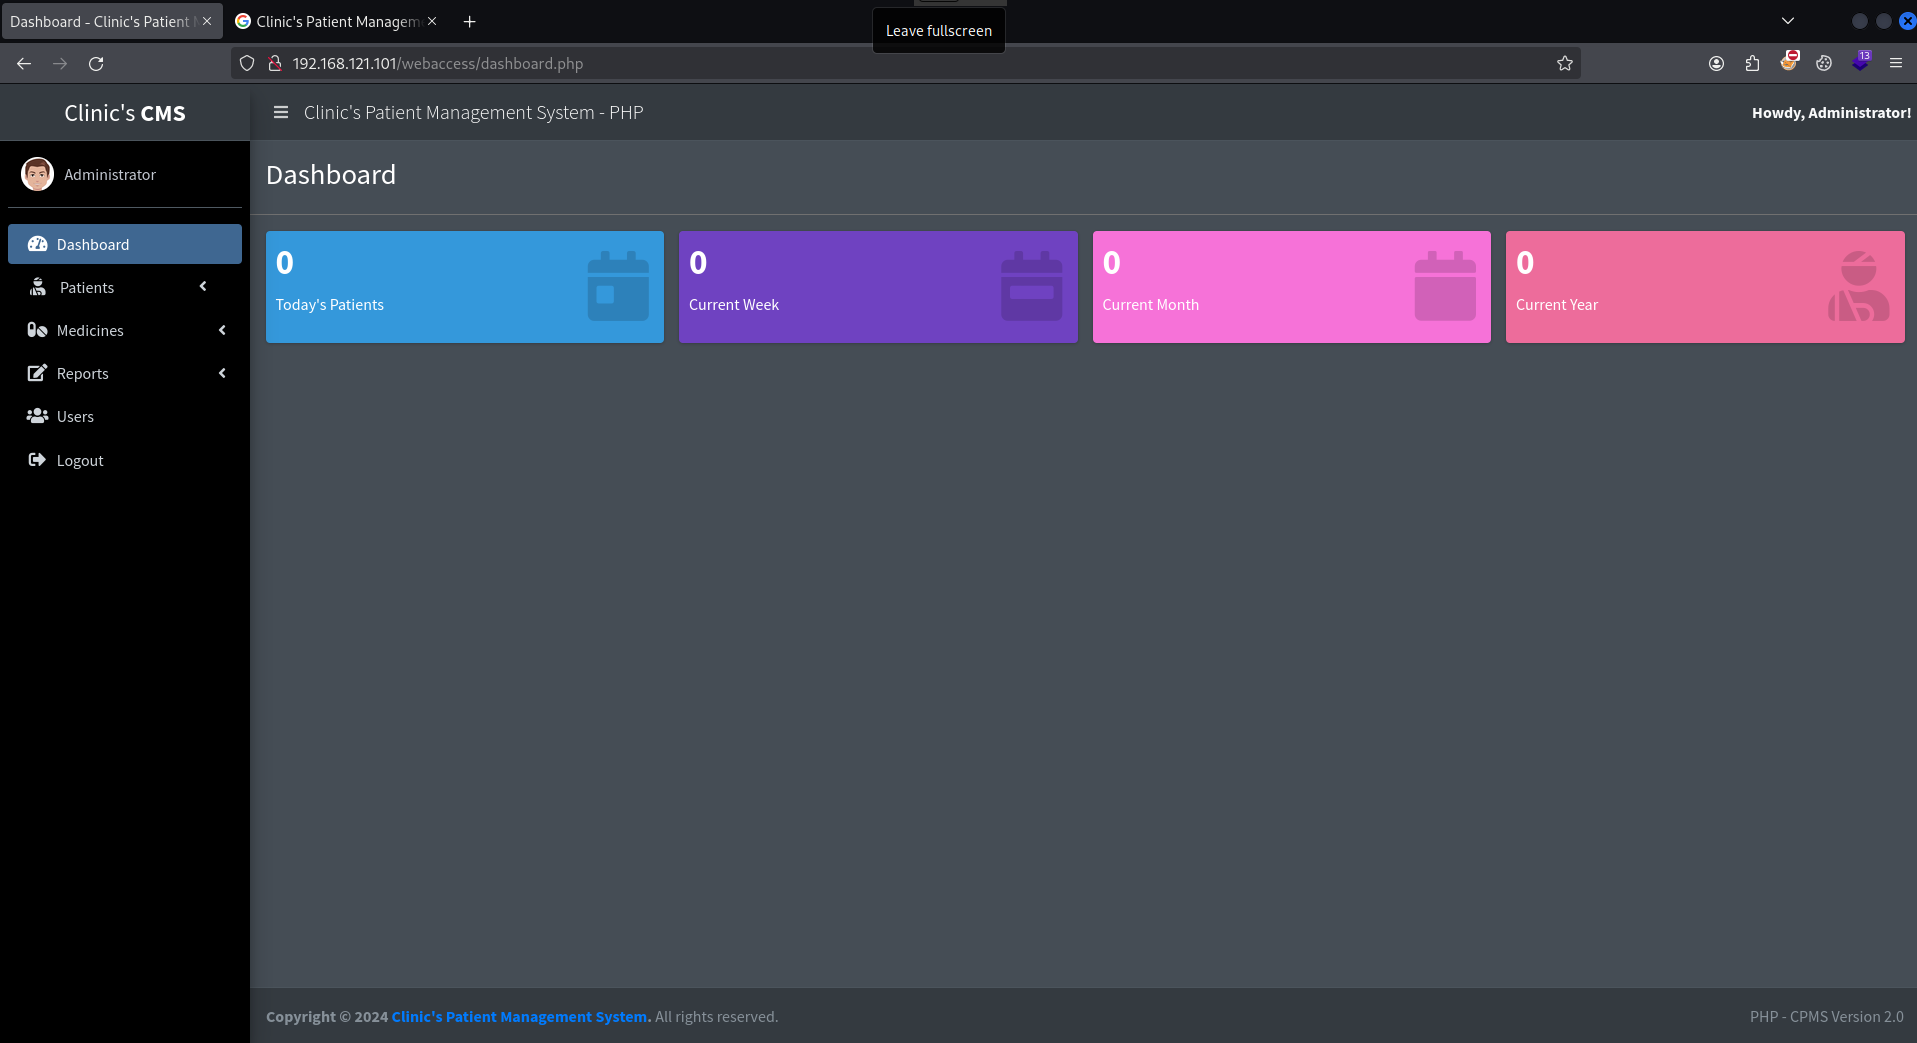 Dashboard - Clinic's Patient
Clinic's Patient Managem
Leave fullscreen
192.168.121.101/webaccess/dashboard.php
13
Clinic's CMS
Clinic's Patient Management System - PHP
Howdy, Administrator!
Administrator
Dashboard
Dashboard
Patients
Medicines
Reports
Users
Logout
0
Today's Patients
0
Current Week
0
Current Month
0
Current Year
Copyright © 2024 Clinic's Patient Management System. All rights reserved.
PHP - CPMS Version 2.0